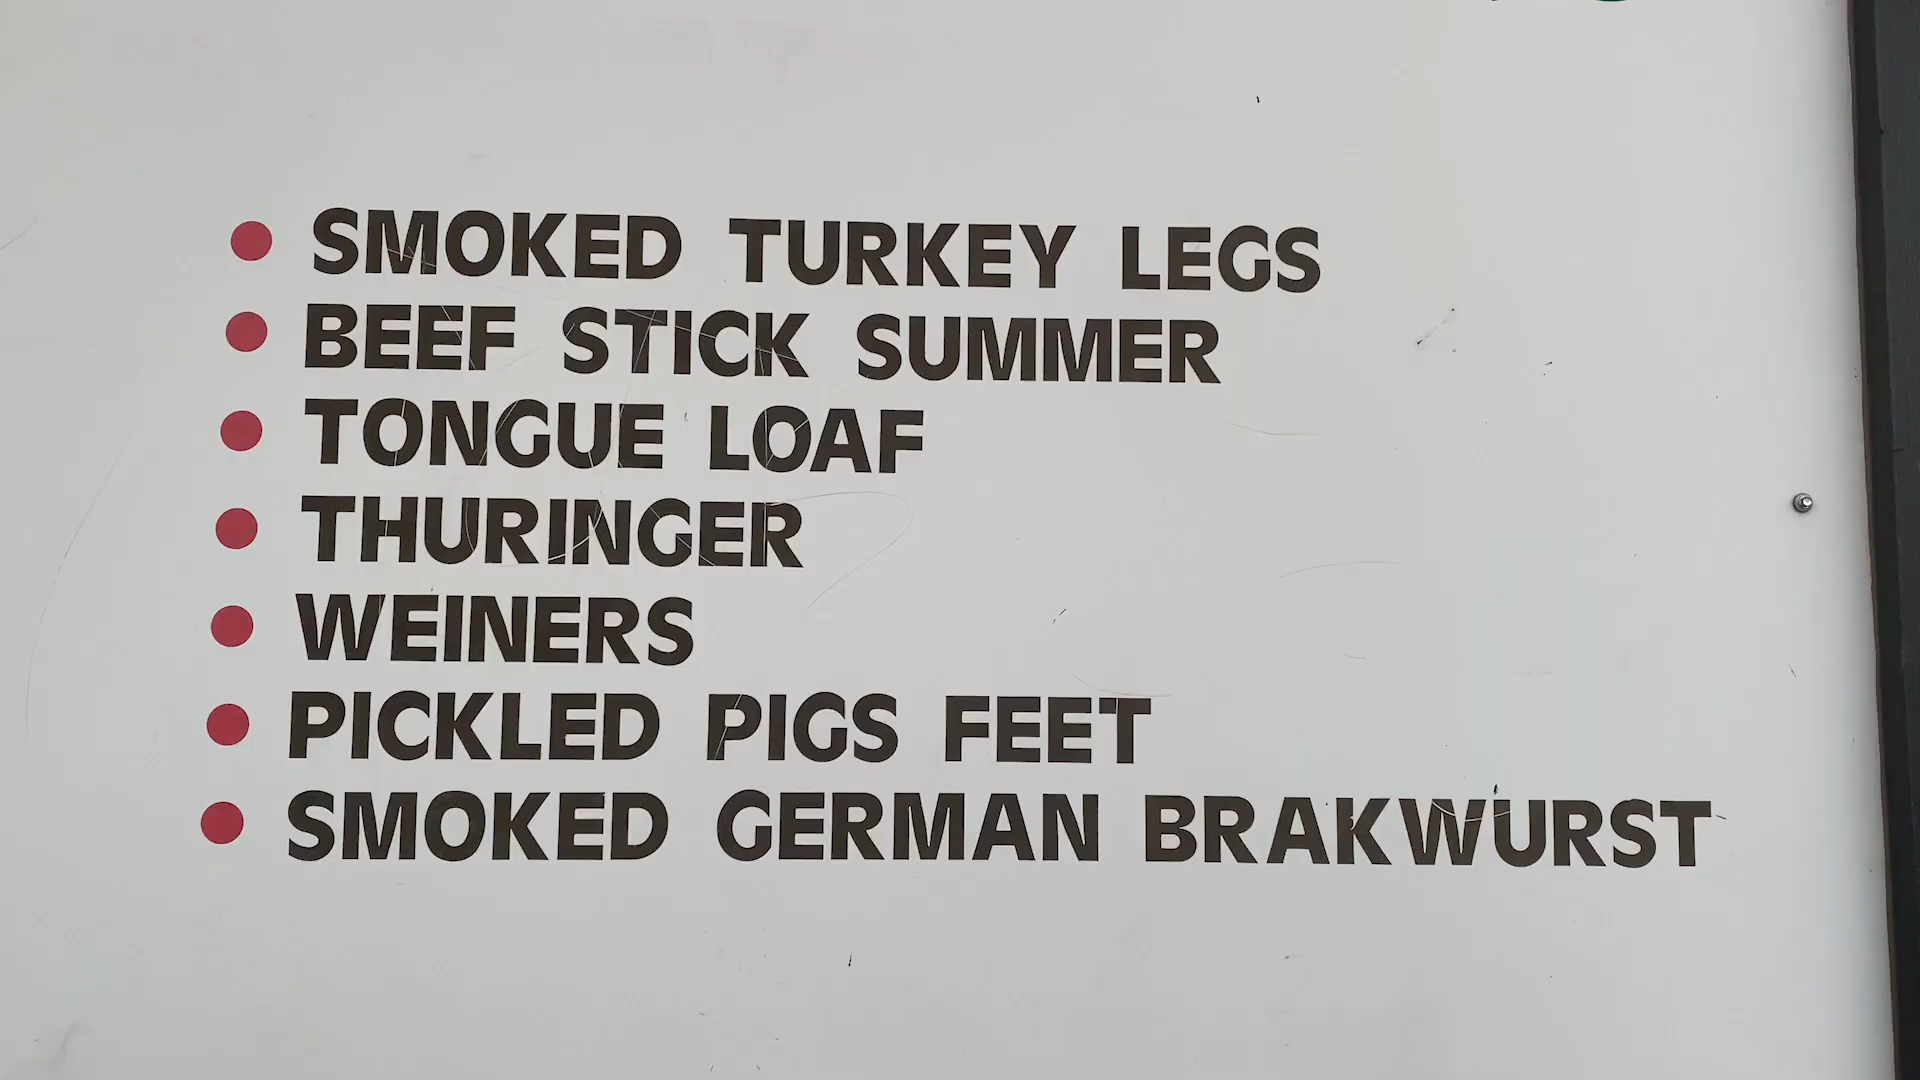 SMOKED TURKEY LEGS
BEEF STICK SUMMER
TONGUE LOAF
THURINGER
WEINERS
PICKLED PIGS FEET
SMOKED GERMAN BRAKWURST